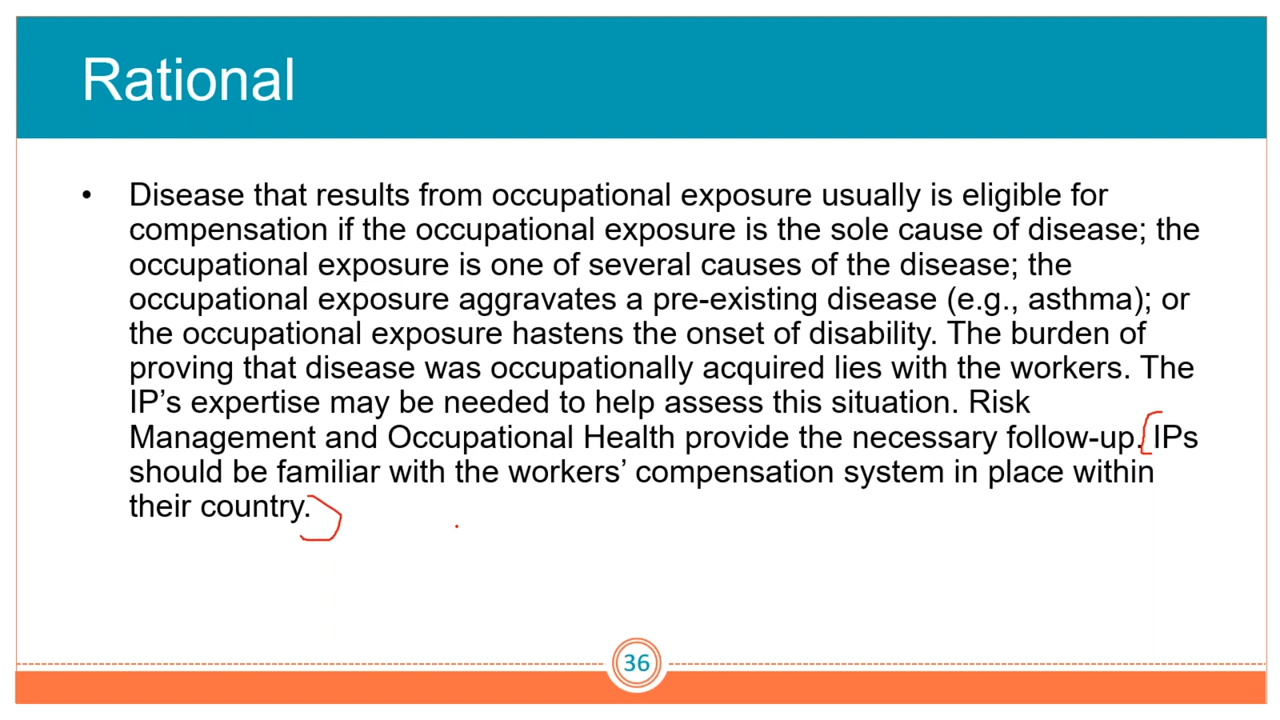 Rational
• Disease that results from occupational exposure usually is eligible for
compensation if the occupational exposure is the sole cause of disease; the
occupational exposure is one of several causes of the disease; the
occupational exposure aggravates a pre-existing disease (e.g., asthma); or
the occupational exposure hastens the onset of disability. The burden of
proving that disease was occupationally acquired lies with the workers. The
IP’s expertise may be needed to help assess this situation. Risk
Management and Occupational Health provide the necessary follow-up. IPs
should be familiar with the workers’ compensation system in place within
their country.
36